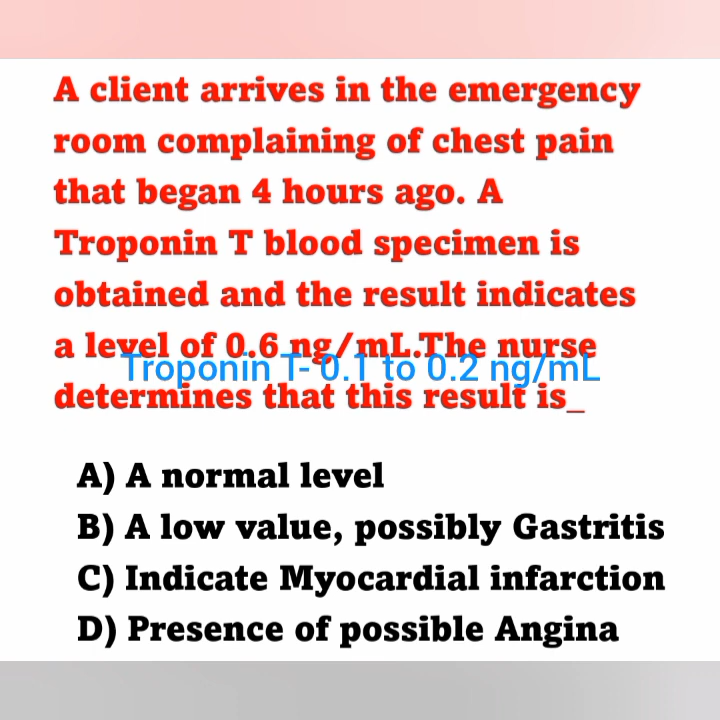 A client arrives in the emergency
room complaining of chest pain
that began 4 hours ago. A
Troponin T blood specimen is
obtained and the result indicates
a level of 0.6 ng/mL.The nurse
Troponin T- 0.1 to 0.2 ng/mL
determines that this result is_
A) A normal level
B) A low value, possibly Gastritis
C) Indicate Myocardial infarction
D) Presence of possible Angina